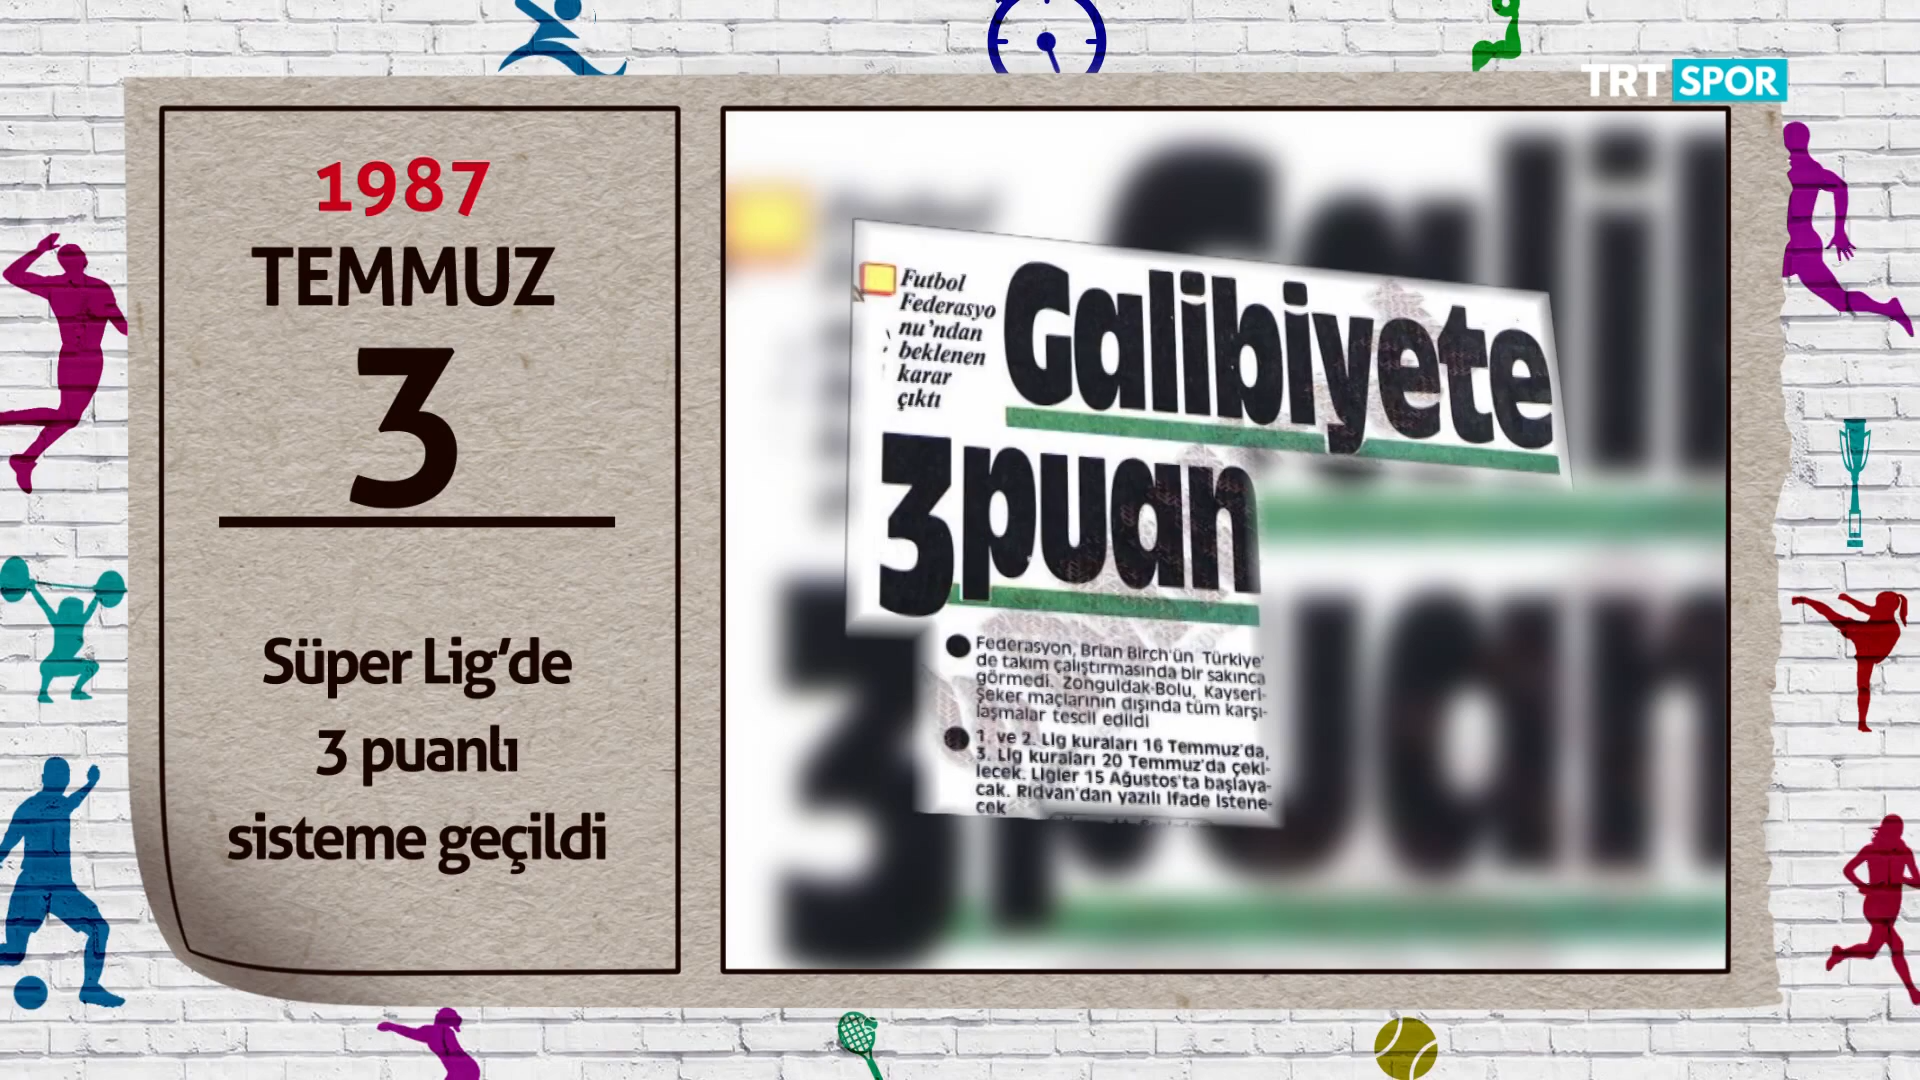 TRT SPOR
1987
TEMMUZ
3
Süper Lig'de
3 puanlı
sisteme geçildi
Futbol
Federasyo
nu'ndan
beklenen
karar
çıktı
Galibiyete
3 puan
Federasyon, Brian Birch'ün Türkiye'
de takım çalıştırmasında bir sakınca
görmedi. Zonguldak-Bolu, Kayseri-
Şeker maçlarının dışında tüm karşı-
laşmalar tescil edildi
1. ve 2. Lig kuraları 16 Temmuz'da,
3. Lig kuraları 20 Temmuz'da çeki-
lecek. Ligler 15 Ağustos'ta başlaya-
cak. Rıdvan'dan yazılı ifade istene-
cek